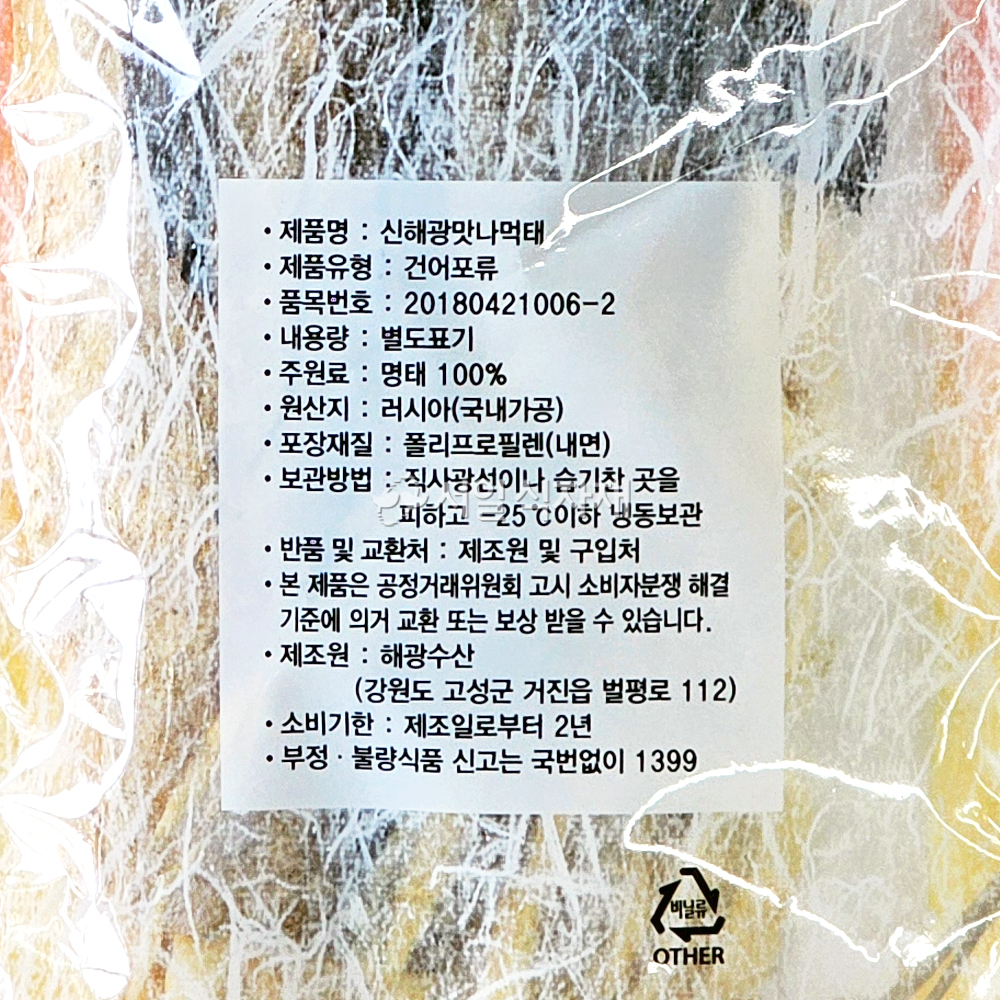 • 제품명 : 신해광맛나먹태
• 제품유형 : 건어포류
• 품목번호 : 20180421006-2
• 내용량 : 별도표기
• 주원료 : 명태 100%
• 원산지 : 러시아(국내가공)
• 포장재질 : 폴리프로필렌(내면)
• 보관방법 : 직사광선이나 습기찬 곳을
세일식자재
피하고 -25℃이하 냉동보관
• 반품 및 교환처 : 제조원 및 구입처
• 본 제품은 공정거래위원회 고시 소비자분쟁 해결
기준에 의거 교환 또는 보상 받을 수 있습니다.
• 제조원 : 해광수산
(강원도 고성군 거진읍 벌평로 112)
• 소비기한 : 제조일로부터 2년
• 부정 · 불량식품 신고는 국번없이 1399
비닐류
OTHER